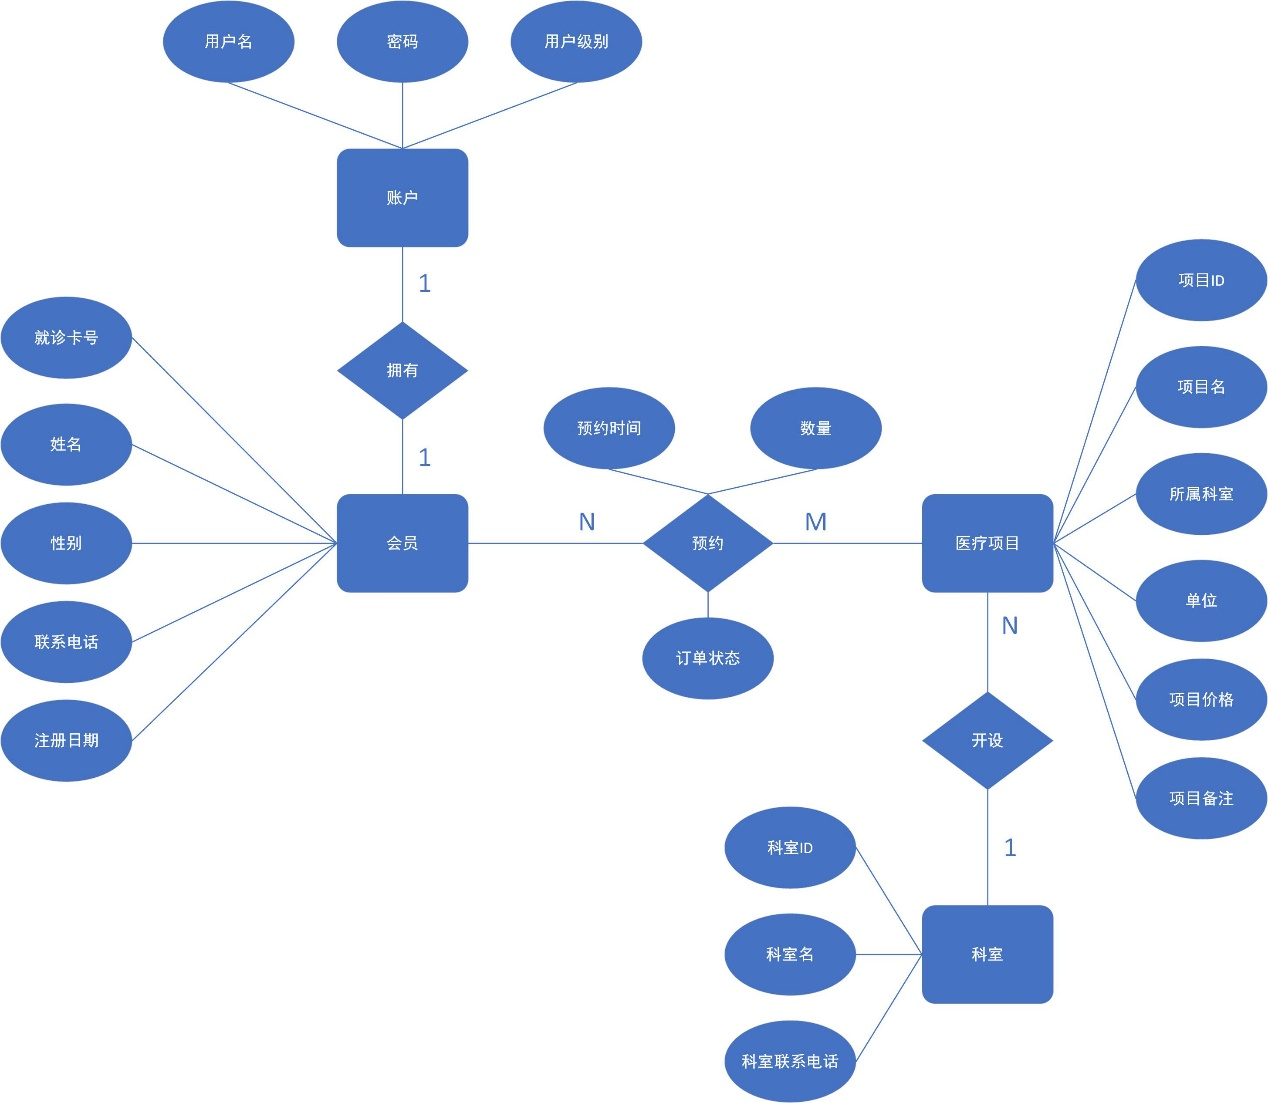 用户名
密码
用户级别
账户
1
拥有
1
就诊卡号
姓名
性别
联系电话
注册日期
会员
N
预约时间
数量
预约
订单状态
M
医疗项目
项目ID
项目名
所属科室
单位
项目价格
项目备注
N
开设
1
科室ID
科室名
科室联系电话
科室